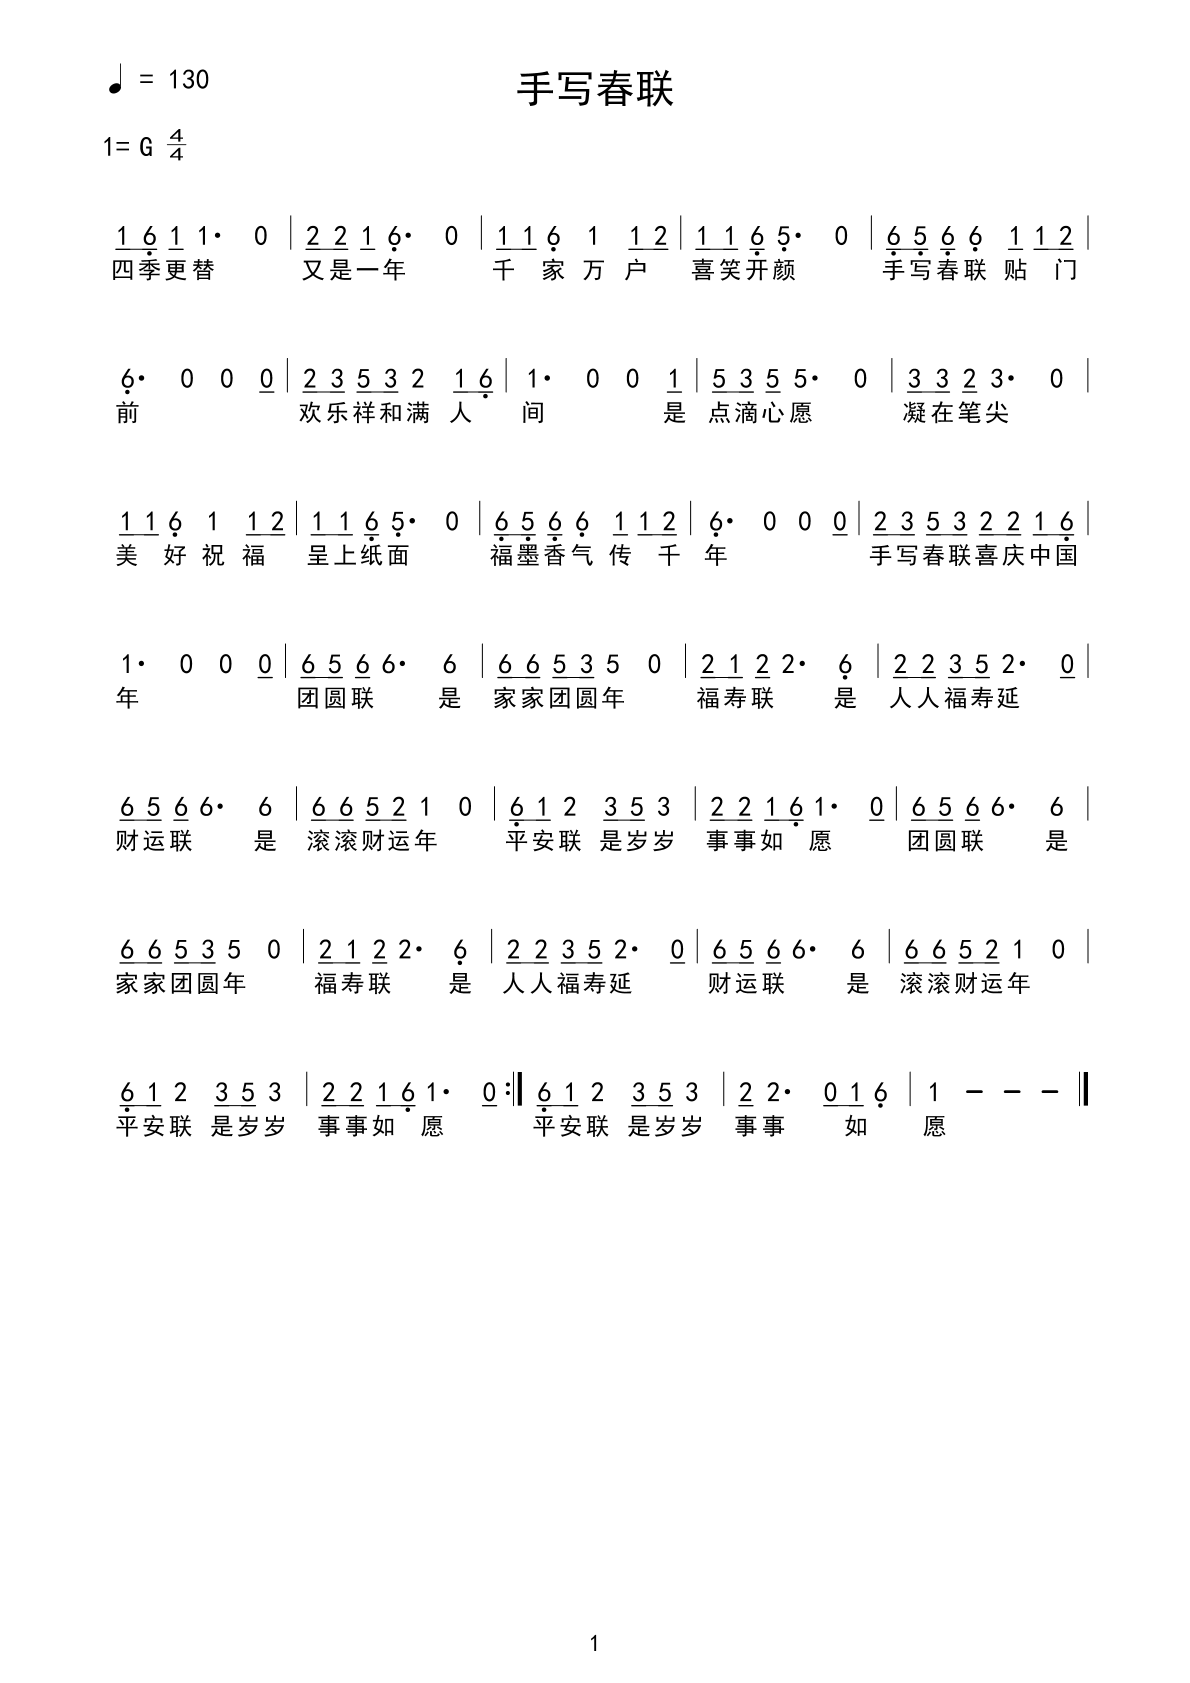 ♩ = 130
手写春联
1= G 4/4
1 6̣ 1 1· 0 | 2 2 1 6̣· 0 | 1 1 6̣ 1 1 2 | 1 1 6̣ 5̣· 0 | 6̣ 5̣ 6̣ 6̣ 1 1 2 |
四季更替 又是一年 千 家 万 户 喜笑开颜 手写春联 贴 门
6̣· 0 0 0 | 2 3 5 3 2 1 6̣ | 1· 0 0 1 | 5 3 5 5· 0 | 3 3 2 3· 0 |
前 欢乐祥和满 人 间 是 点滴心愿 凝在笔尖
1 1 6̣ 1 1 2 | 1 1 6̣ 5̣· 0 | 6̣ 5̣ 6̣ 6̣ 1 1 2 | 6̣· 0 0 0 | 2 3 5 3 2 2 1 6̣ |
美 好 祝 福 呈上纸面 福墨香气 传 千 年 手写春联喜庆中国
1· 0 0 0 | 6 5 6 6· 6 | 6 6 5 3 5 0 | 2 1 2 2· 6̣ | 2 2 3 5 2· 0 |
年 团圆联 是 家家团圆年 福寿联 是 人人福寿延
6 5 6 6· 6 | 6 6 5 2 1 0 | 6̣ 1 2 3 5 3 | 2 2 1 6̣ 1· 0 | 6 5 6 6· 6 |
财运联 是 滚滚财运年 平安联 是岁岁 事事如 愿 团圆联 是
6 6 5 3 5 0 | 2 1 2 2· 6̣ | 2 2 3 5 2· 0 | 6 5 6 6· 6 | 6 6 5 2 1 0 |
家家团圆年 福寿联 是 人人福寿延 财运联 是 滚滚财运年
6̣ 1 2 3 5 3 | 2 2 1 6̣ 1· 0 :‖ 6̣ 1 2 3 5 3 | 2 2· 0 1 6̣ | 1 – – – ‖
平安联 是岁岁 事事如 愿 平安联 是岁岁 事事 如 愿
1